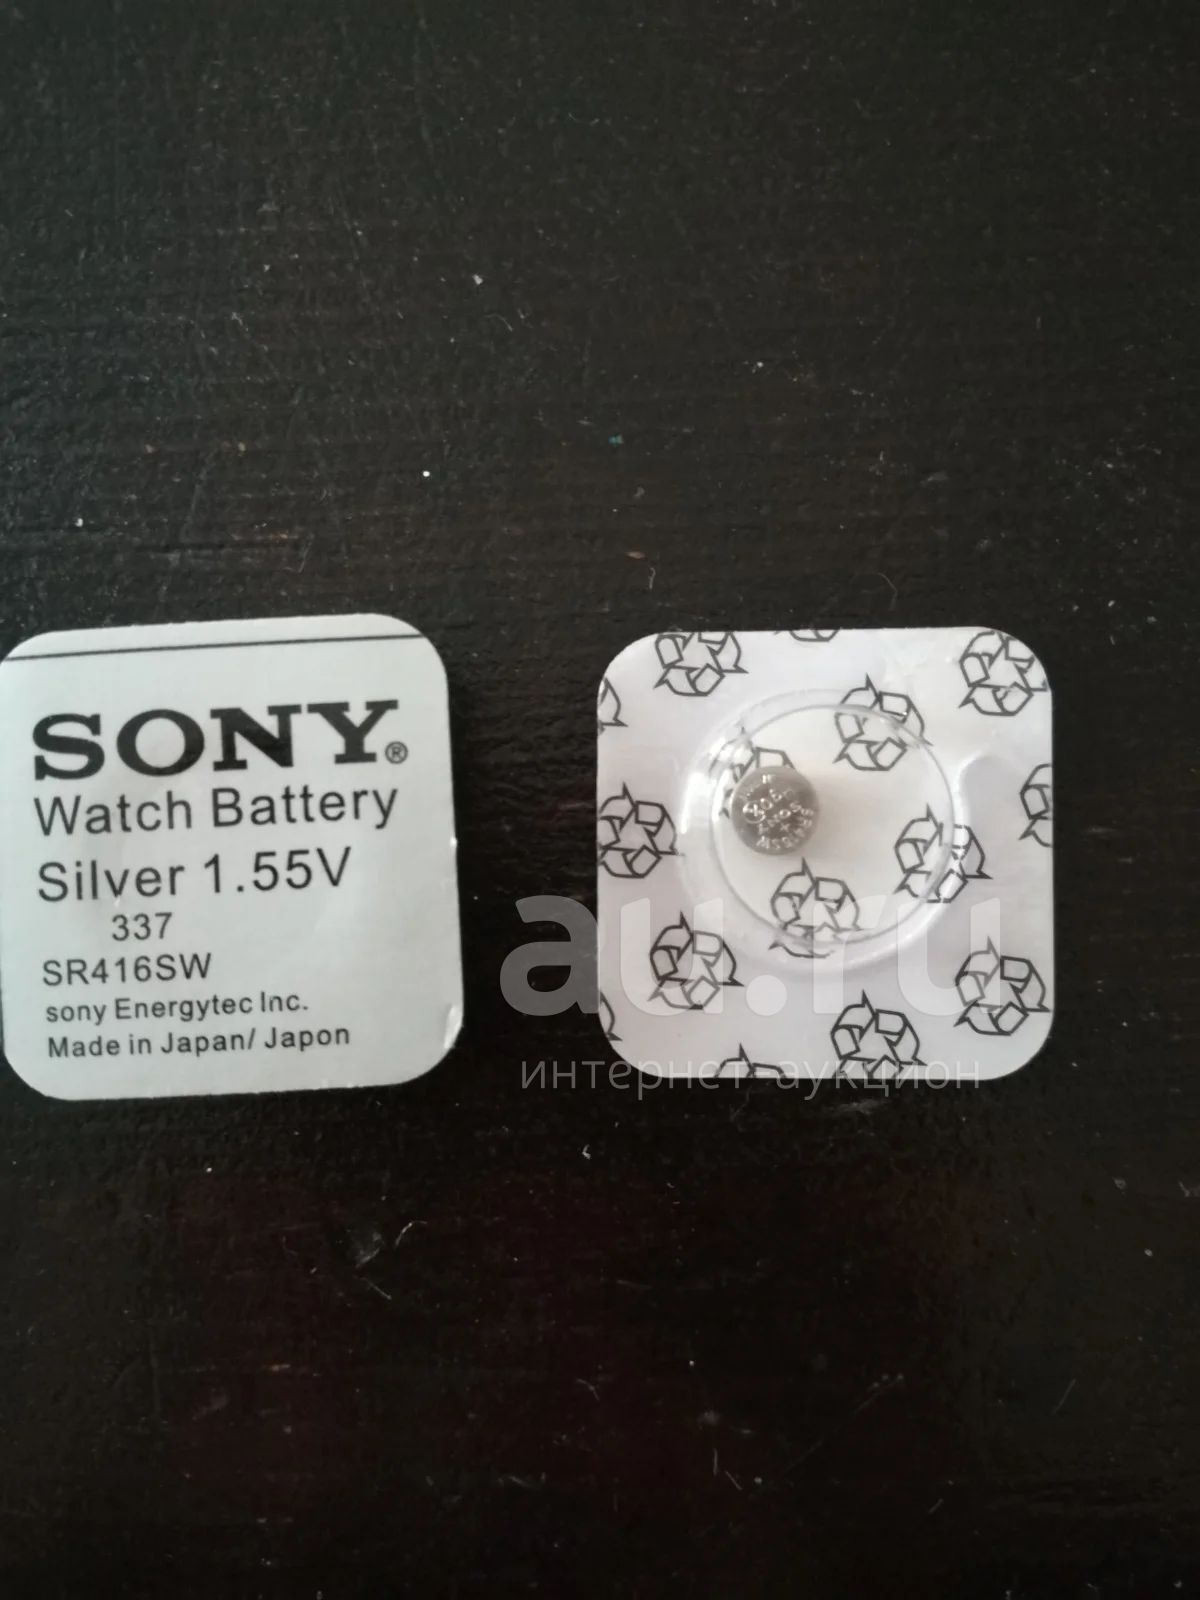 SONY®
Watch Battery
Silver 1.55V
337
SR416SW
sony Energytec Inc.
Made in Japan/ Japon
SONY
au.ru
интернет-аукцион